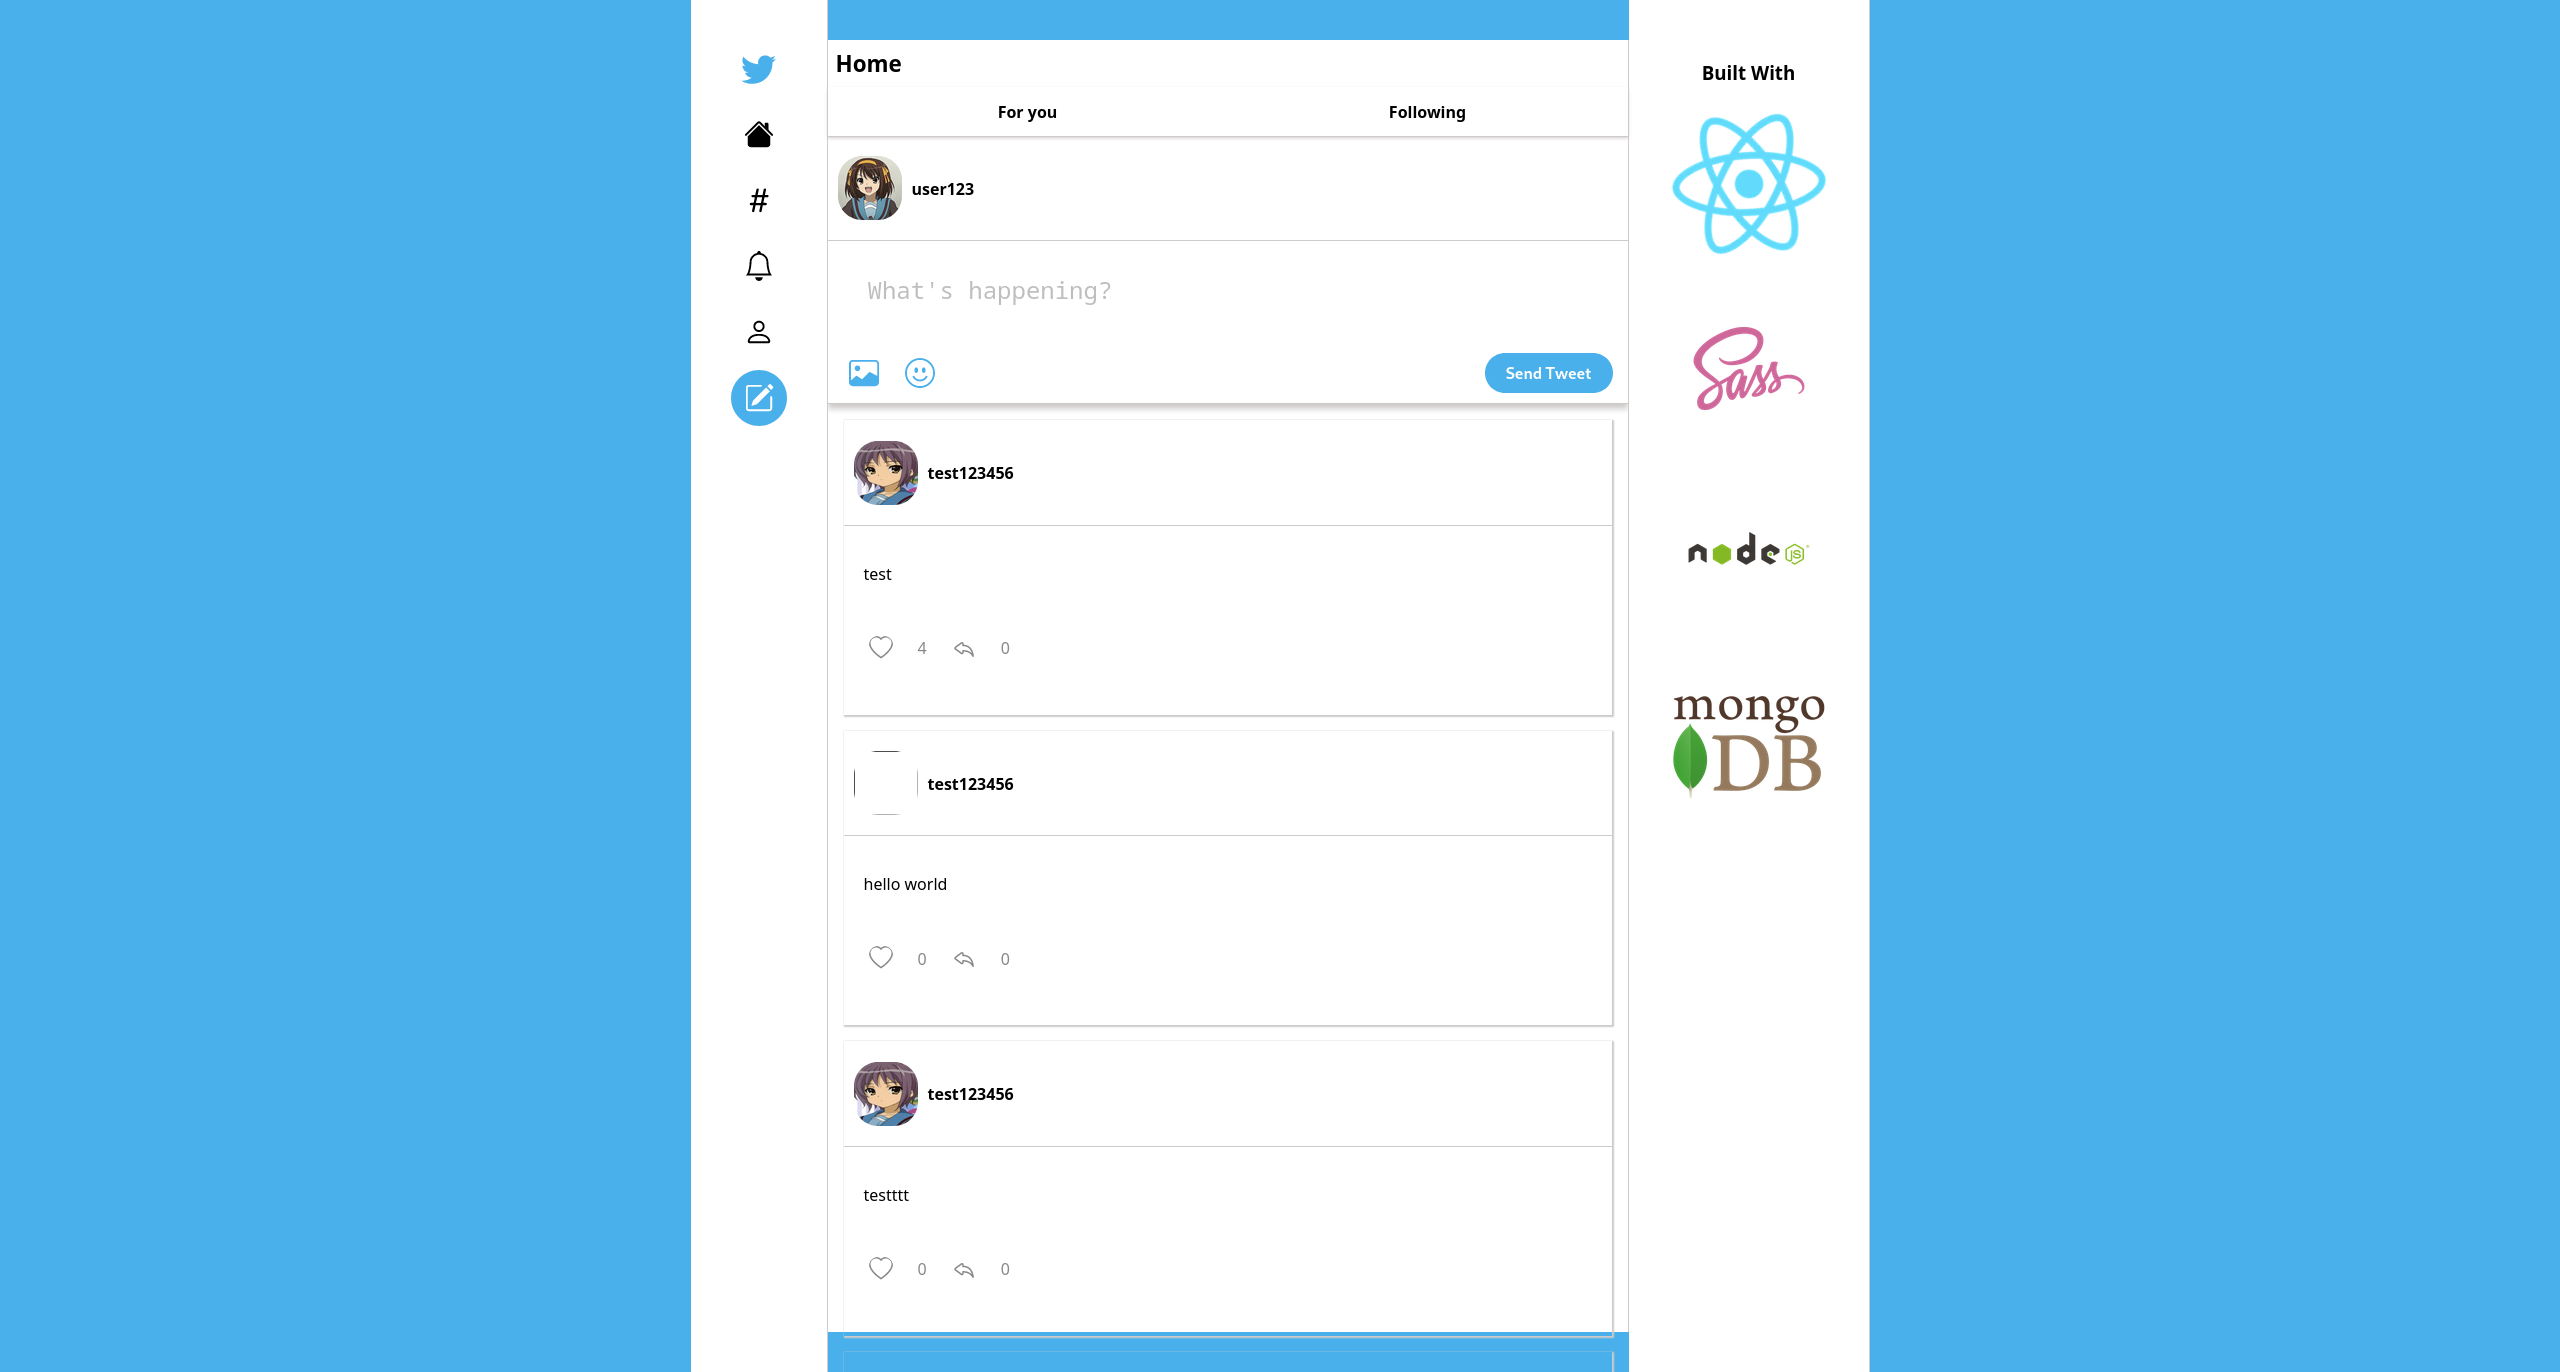 Home
For you
Following
user123
What's happening?
Send Tweet
test123456
test
4 0
test123456
hello world
0 0
test123456
testttt
0 0
Built With
Sass
node JS
mongo
DB